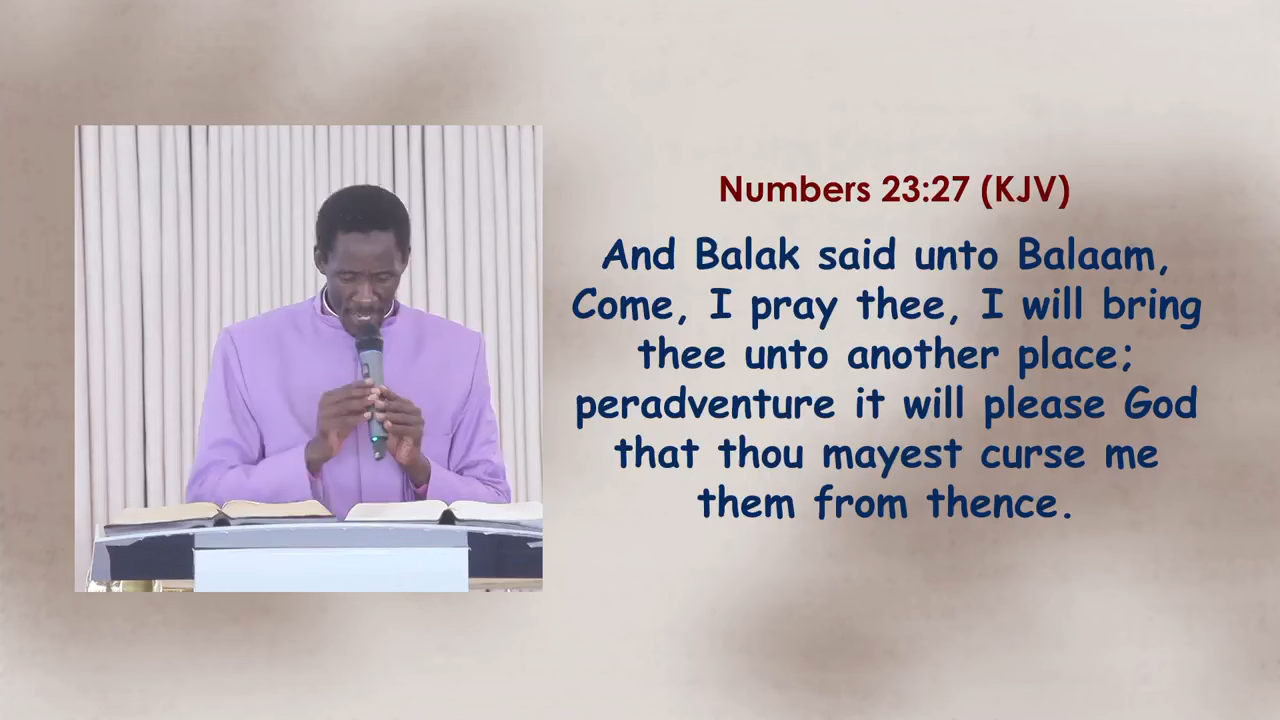 Numbers 23:27 (KJV)
And Balak said unto Balaam,
Come, I pray thee, I will bring
thee unto another place;
peradventure it will please God
that thou mayest curse me
them from thence.